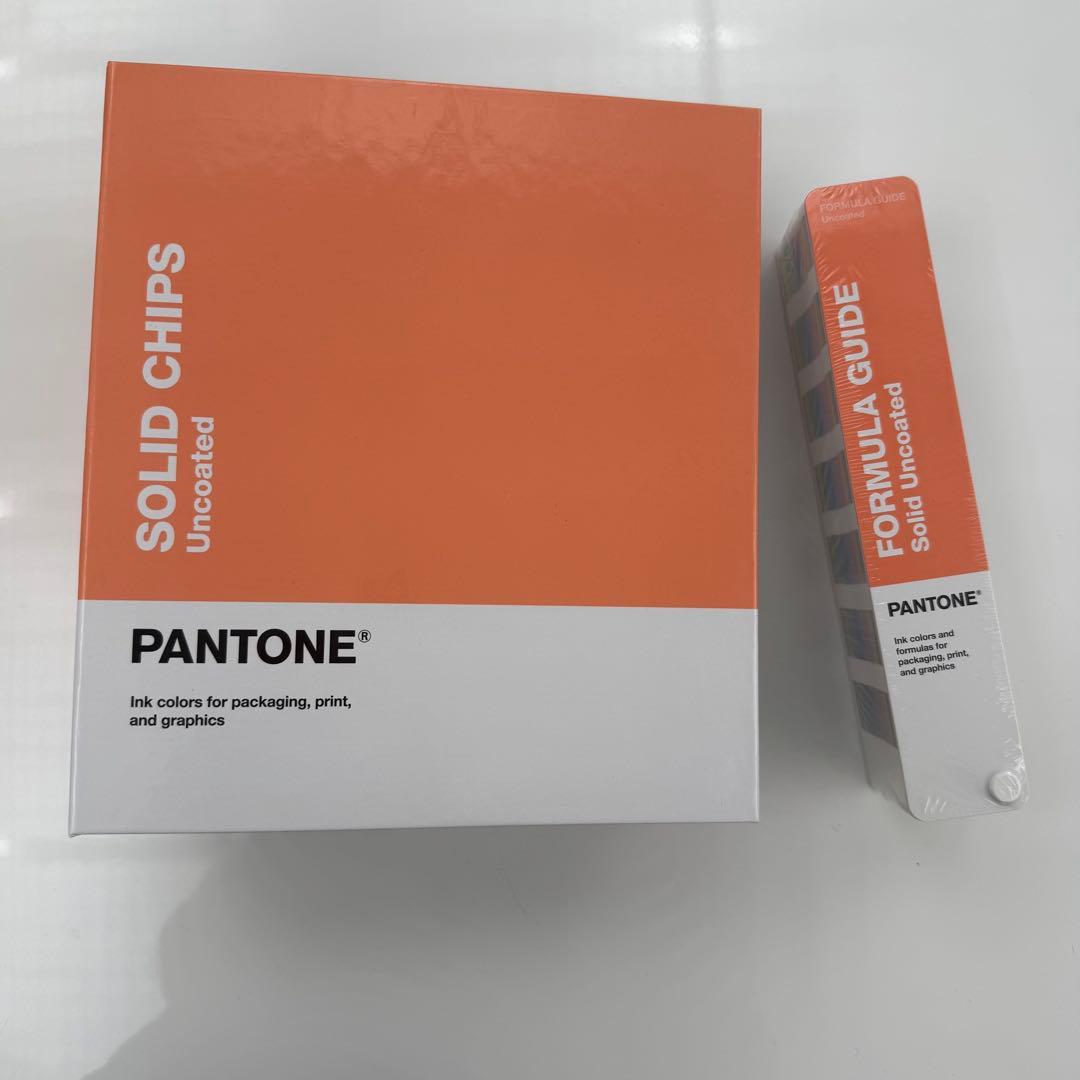 SOLID CHIPS
Uncoated
PANTONE®
Ink colors for packaging, print,
and graphics
FORMULA GUIDE
Uncoated
FORMULA GUIDE
Solid Uncoated
PANTONE®
Ink colors and
formulas for
packaging, print,
and graphics